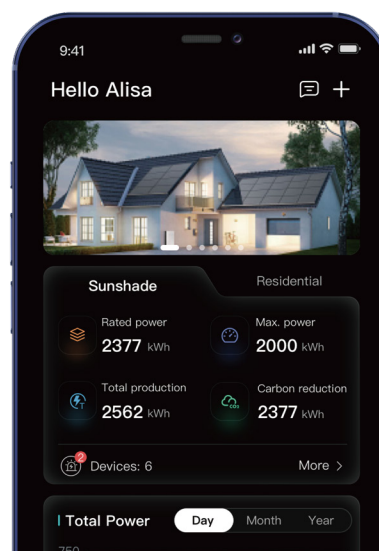 9:41
Hello Alisa
Sunshade
Residential
Rated power
2377 kWh
Max. power
2000 kWh
Total production
2562 kWh
Carbon reduction
2377 kWh
2
Devices: 6
More >
Total Power
Day
Month
Year
750